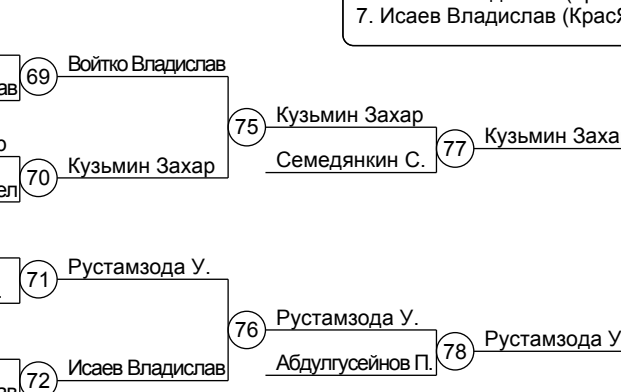 7. Исаев Владислав
69 Войтко Владислав
75 Кузьмин Захар
77 Кузьмин
Семедянкин С.
70 Кузьмин Захар
71 Рустамзода У.
76 Рустамзода У.
78 Рустамзода У
Абдулгусейнов П.
72 Исаев Владислав